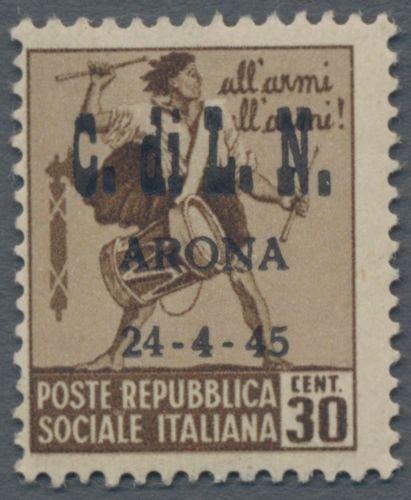 all'armi
all'armi!
C. di L. N.
ARONA
24-4-45
POSTE REPUBBLICA
SOCIALE ITALIANA
CENT.
30